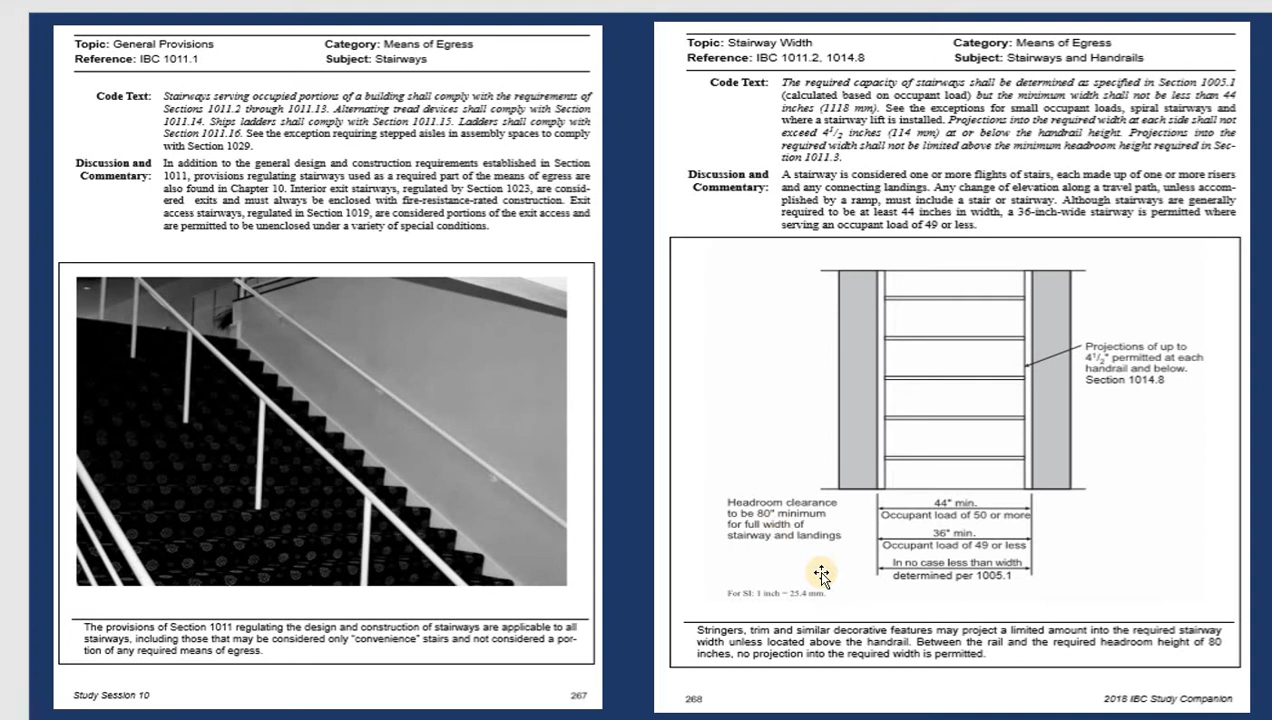 Topic: General Provisions
Category: Means of Egress
Reference: IBC 1011.1
Subject: Stairways
Code Text: Stairways serving occupied portions of a building shall comply with the requirements of
Sections 1011.2 through 1011.13. Alternating tread devices shall comply with Section
1011.14. Ships ladders shall comply with Section 1011.15. Ladders shall comply with
Section 1011.16. See the exception requiring stepped aisles in assembly spaces to comply
with Section 1029.
Discussion and Commentary: In addition to the general design and construction requirements established in Section
1011, provisions regulating stairways used as a required part of the means of egress are
also found in Chapter 10. Interior exit stairways, regulated by Section 1023, are consid-
ered exits and must always be enclosed with fire-resistance-rated construction. Exit
access stairways, regulated in Section 1019, are considered portions of the exit access and
are permitted to be unenclosed under a variety of special conditions.
The provisions of Section 1011 regulating the design and construction of stairways are applicable to all
stairways, including those that may be considered only "convenience" stairs and not considered a por-
tion of any required means of egress.
Study Session 10
267
Topic: Stairway Width
Category: Means of Egress
Reference: IBC 1011.2, 1014.8
Subject: Stairways and Handrails
Code Text: The required capacity of stairways shall be determined as specified in Section 1005.1
(calculated based on occupant load) but the minimum width shall not be less than 44
inches (1118 mm). See the exceptions for small occupant loads, spiral stairways and
where a stairway lift is installed. Projections into the required width at each side shall not
exceed 4 1/2 inches (114 mm) at or below the handrail height. Projections into the
required width shall not be limited above the minimum headroom height required in Sec-
tion 1011.3.
Discussion and Commentary: A stairway is considered one or more flights of stairs, each made up of one or more risers
and any connecting landings. Any change of elevation along a travel path, unless accom-
plished by a ramp, must include a stair or stairway. Although stairways are generally
required to be at least 44 inches in width, a 36-inch-wide stairway is permitted where
serving an occupant load of 49 or less.
Projections of up to
4 1/2" permitted at each
handrail and below.
Section 1014.8
Headroom clearance
to be 80" minimum
for full width of
stairway and landings
44" min.
Occupant load of 50 or more
36" min.
Occupant load of 49 or less
In no case less than width
determined per 1005.1
For SI: 1 inch = 25.4 mm.
Stringers, trim and similar decorative features may project a limited amount into the required stairway
width unless located above the handrail. Between the rail and the required headroom height of 80
inches, no projection into the required width is permitted.
268
2018 IBC Study Companion